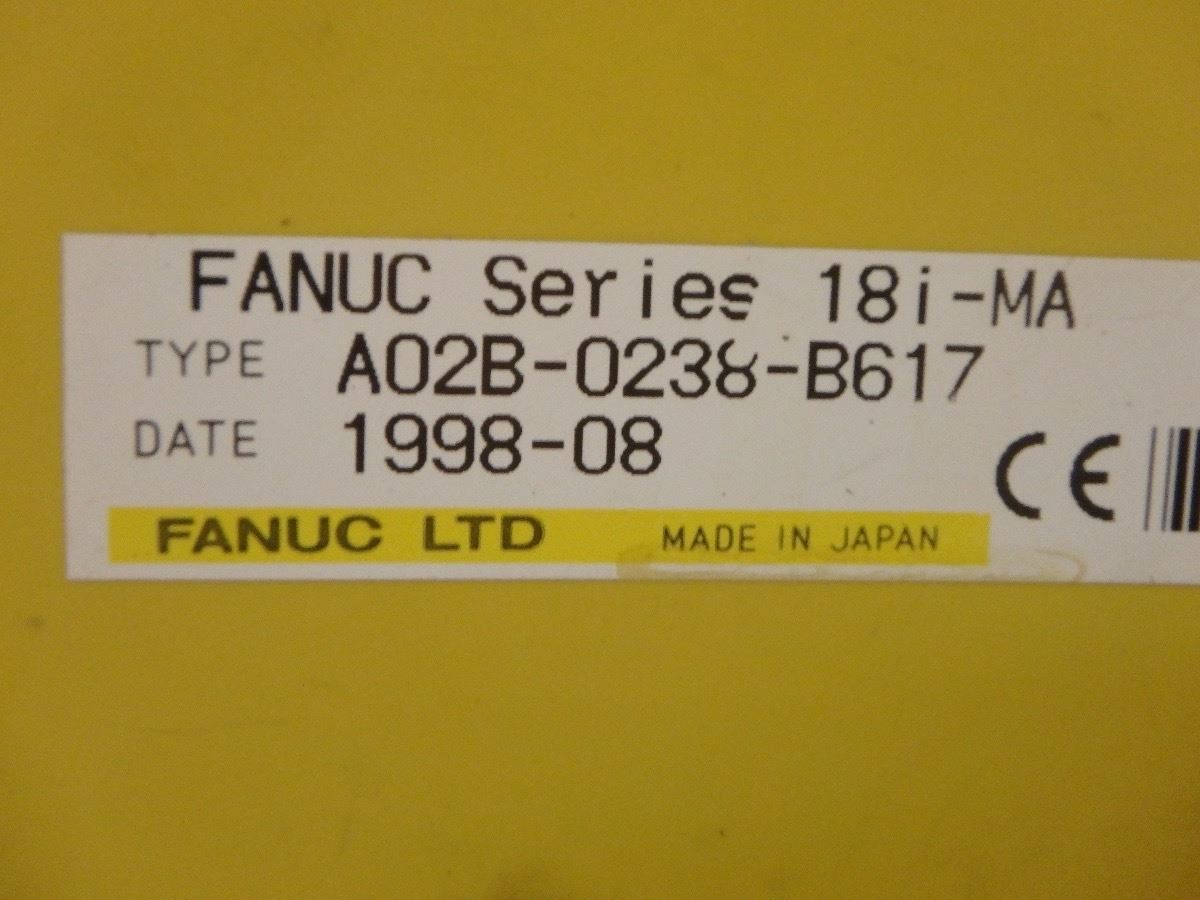 FANUC Series 18i-MA
TYPE A02B-0238-B617
DATE 1998-08
CE
FANUC LTD MADE IN JAPAN